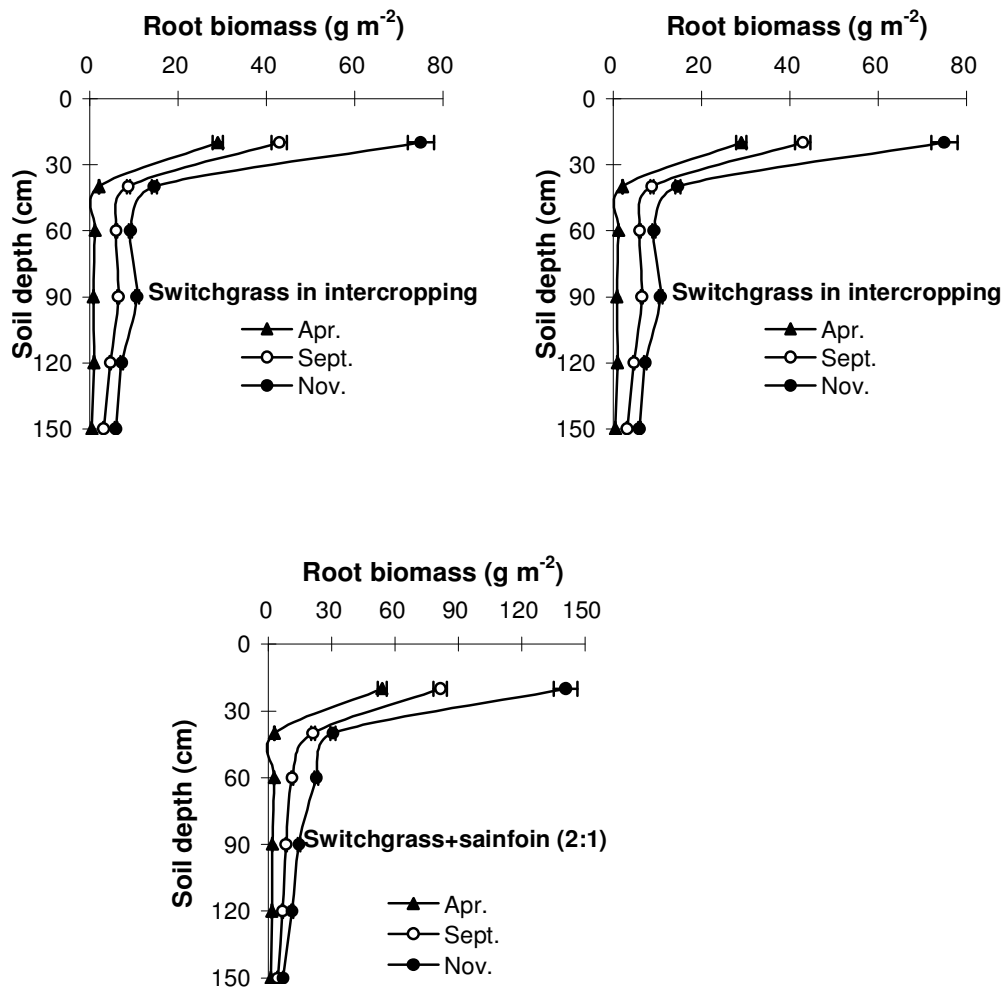 Root biomass (g m-2)
0 20 40 60 80
0
30
60
90
120
150
Soil depth (cm)
Switchgrass in intercropping
Apr.
Sept.
Nov.
Root biomass (g m-2)
0 20 40 60 80
0
30
60
90
120
150
Soil depth (cm)
Switchgrass in intercropping
Apr.
Sept.
Nov.
Root biomass (g m-2)
0 30 60 90 120 150
0
30
60
90
120
150
Soil depth (cm)
Switchgrass+sainfoin (2:1)
Apr.
Sept.
Nov.